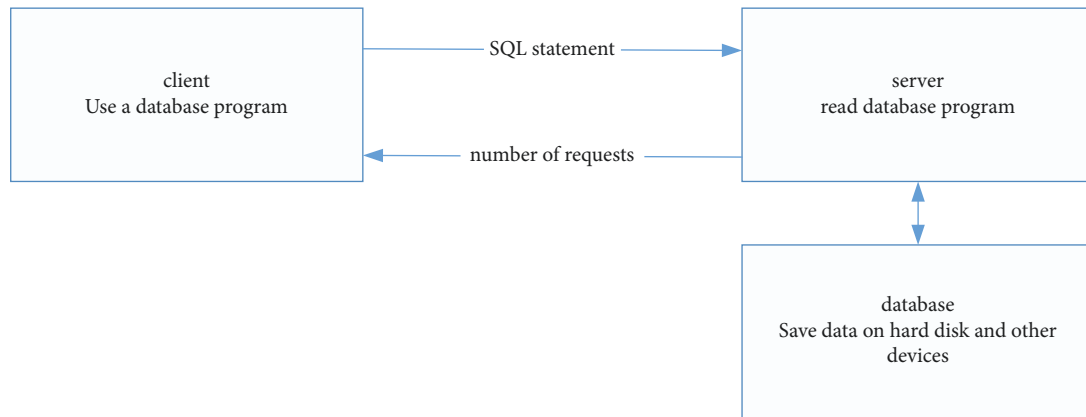 client
Use a database program
SQL statement
number of requests
server
read database program
database
Save data on hard disk and other
devices